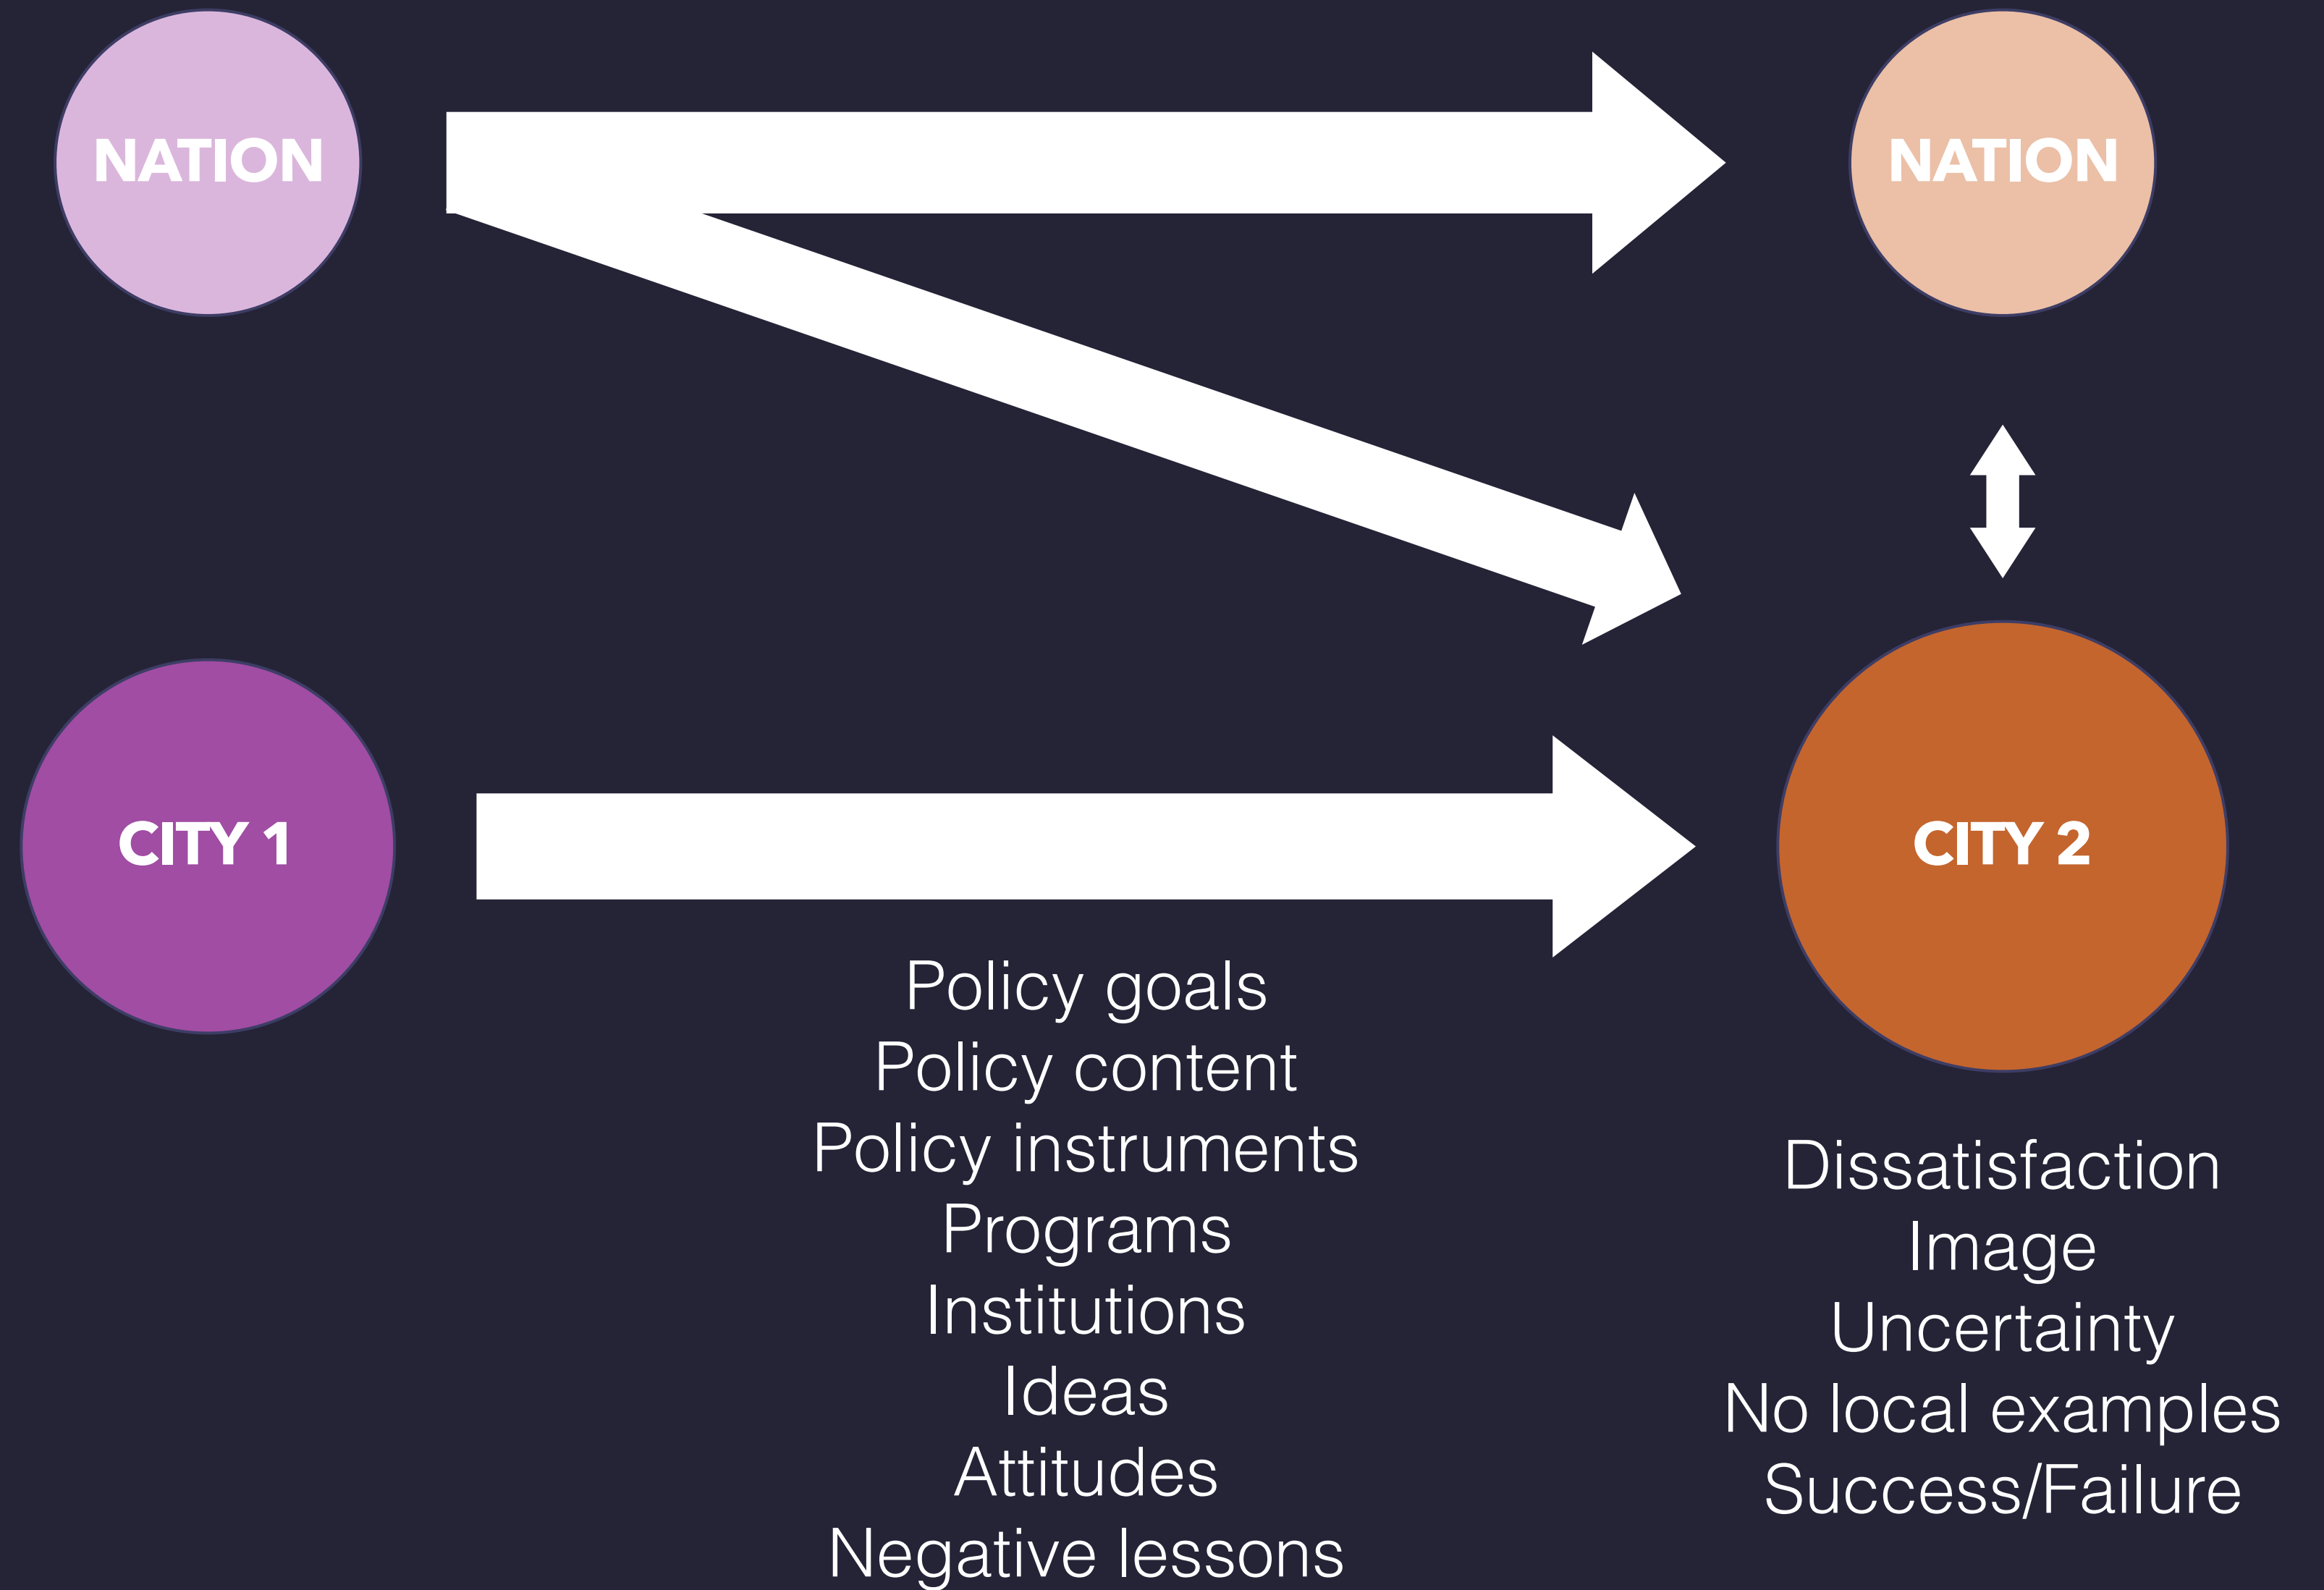 NATION
NATION
CITY 1
CITY 2
Policy goals
Policy content
Policy instruments
Programs
Institutions
Ideas
Attitudes
Negative lessons
Dissatisfaction
Image
Uncertainty
No local examples
Success/Failure